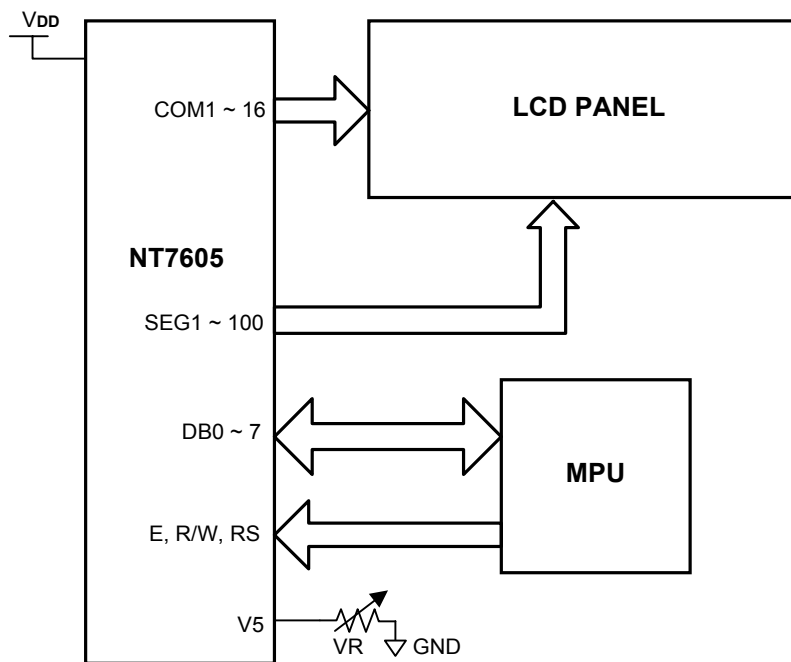 VDD
COM1 ~ 16
LCD PANEL
NT7605
SEG1 ~ 100
DB0 ~ 7
MPU
E, R/W, RS
V5
VR
GND